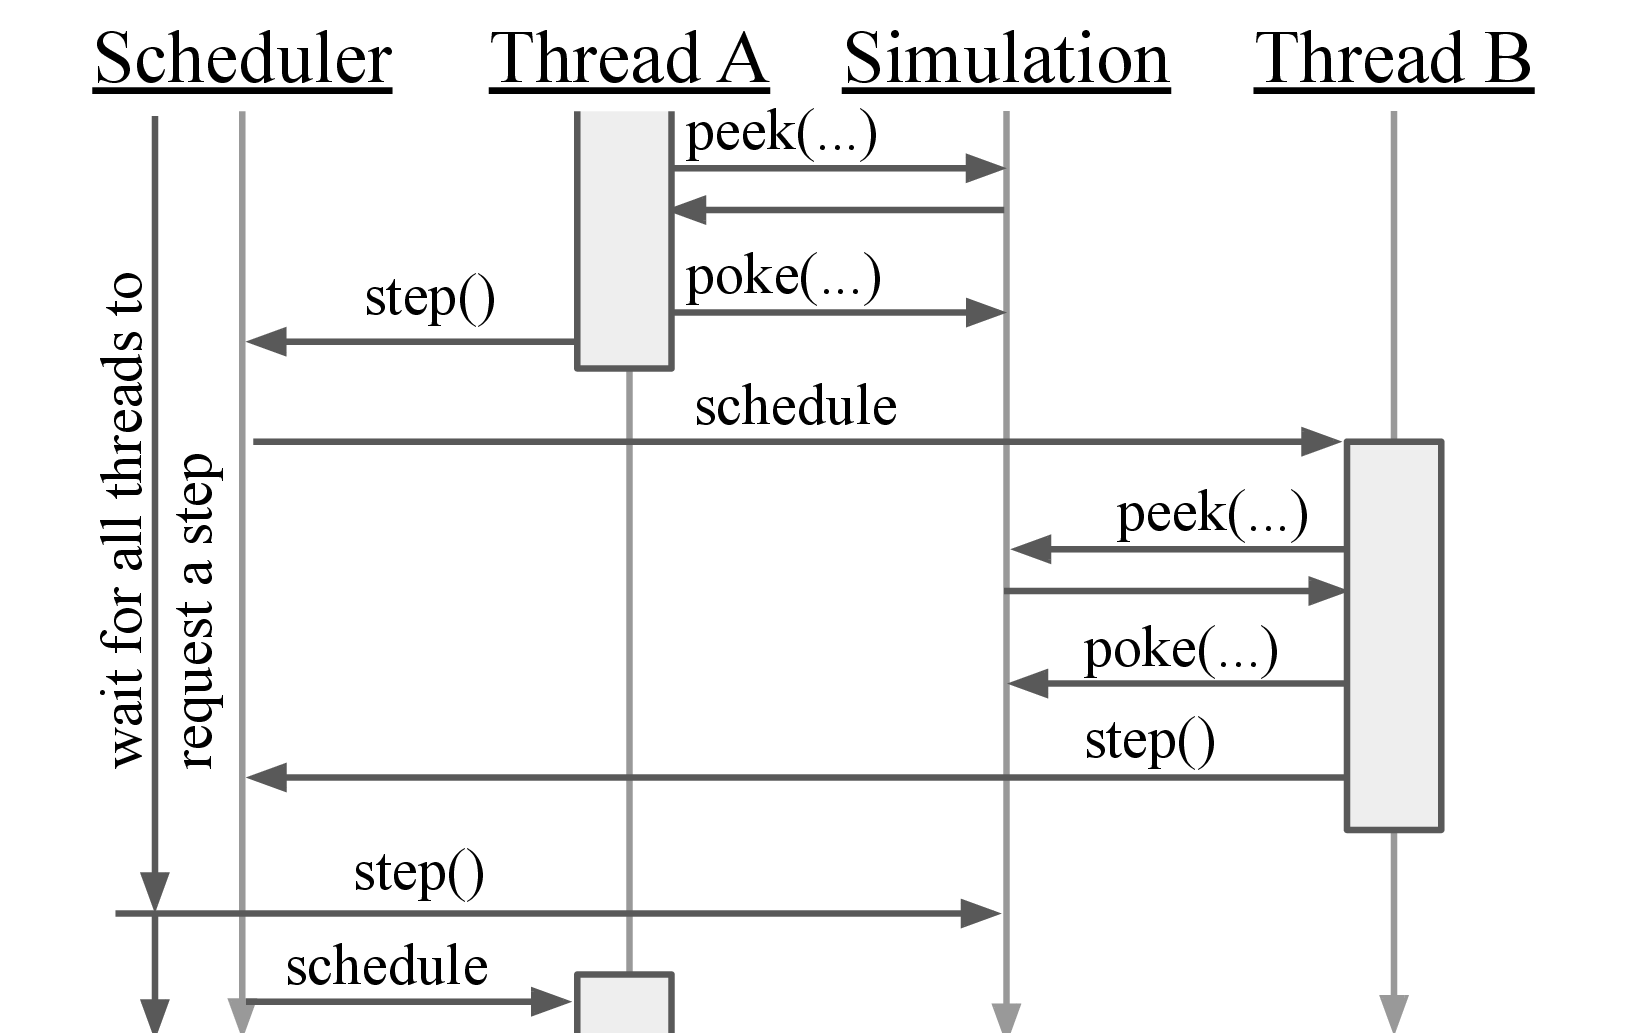 Scheduler
Thread A
Simulation
Thread B
peek(...)
poke(...)
step()
schedule
wait for all threads to
request a step
peek(...)
poke(...)
step()
step()
schedule